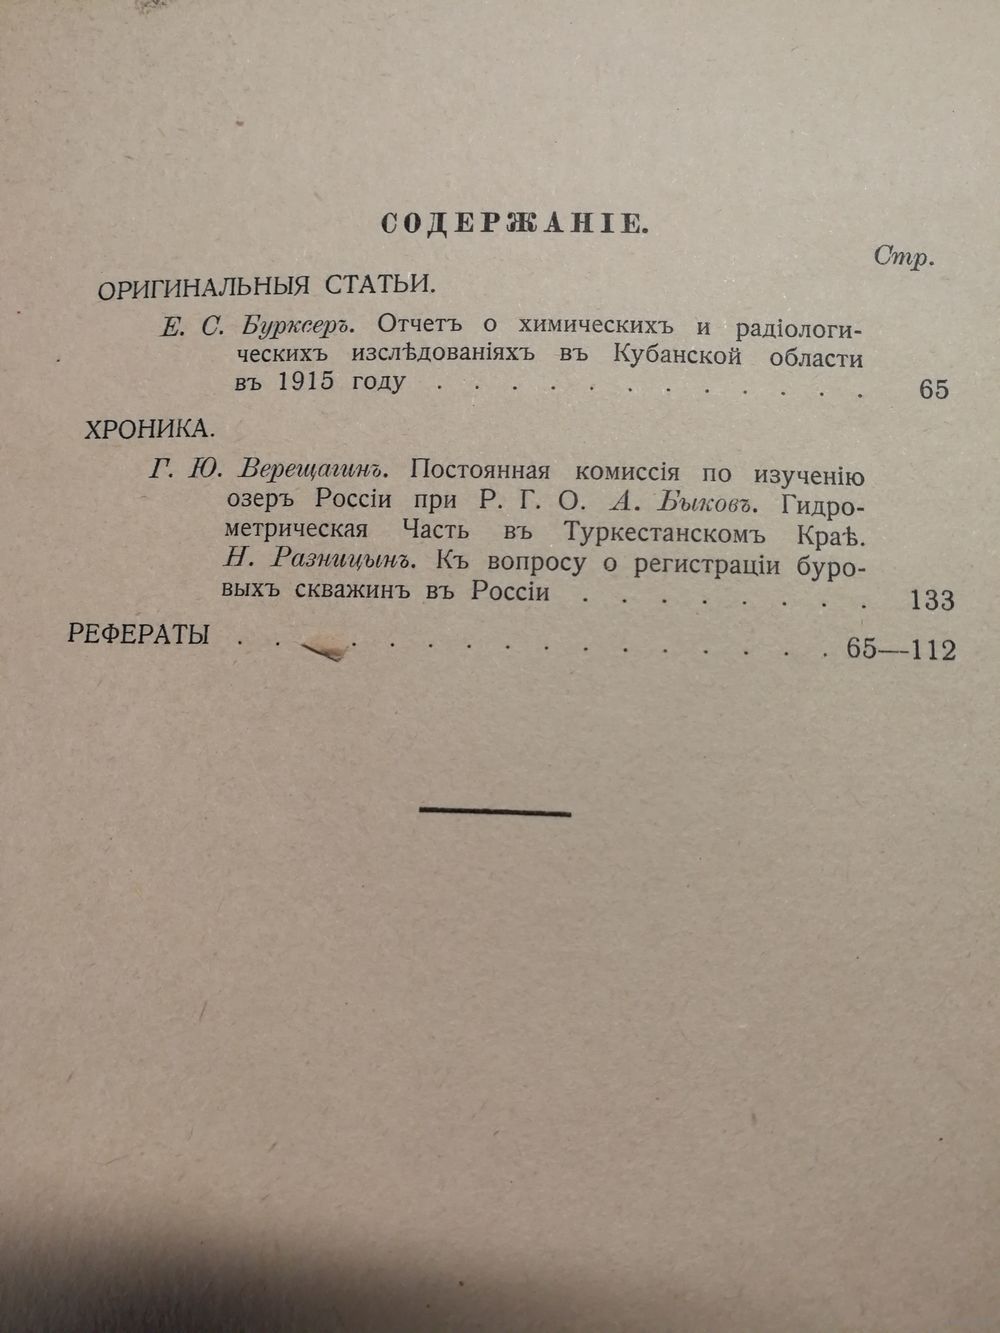 СОДЕРЖАНІЕ.
Стр.
ОРИГИНАЛЬНЫЯ СТАТЬИ.
Е. С. Бурксеръ. Отчетъ о химическихъ и радіологи-
ческихъ изслѣдованіяхъ въ Кубанской области
въ 1915 году . . . . . . . . . . . . 65
ХРОНИКА.
Г. Ю. Верещагинъ. Постоянная комиссія по изученію
озеръ Россіи при Р. Г. О. А. Быковъ. Гидро-
метрическая Часть въ Туркестанскомъ Краѣ.
Н. Разницынъ. Къ вопросу о регистраціи буро-
выхъ скважинъ въ Россіи . . . . . . . . 133
РЕФЕРАТЫ . . . . . . . . . . . . . . . 65—112